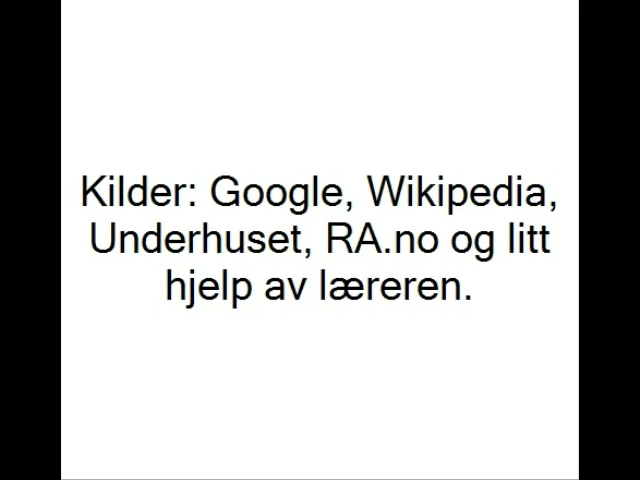 Kilder: Google, Wikipedia,
Underhuset, RA.no og litt
hjelp av læreren.